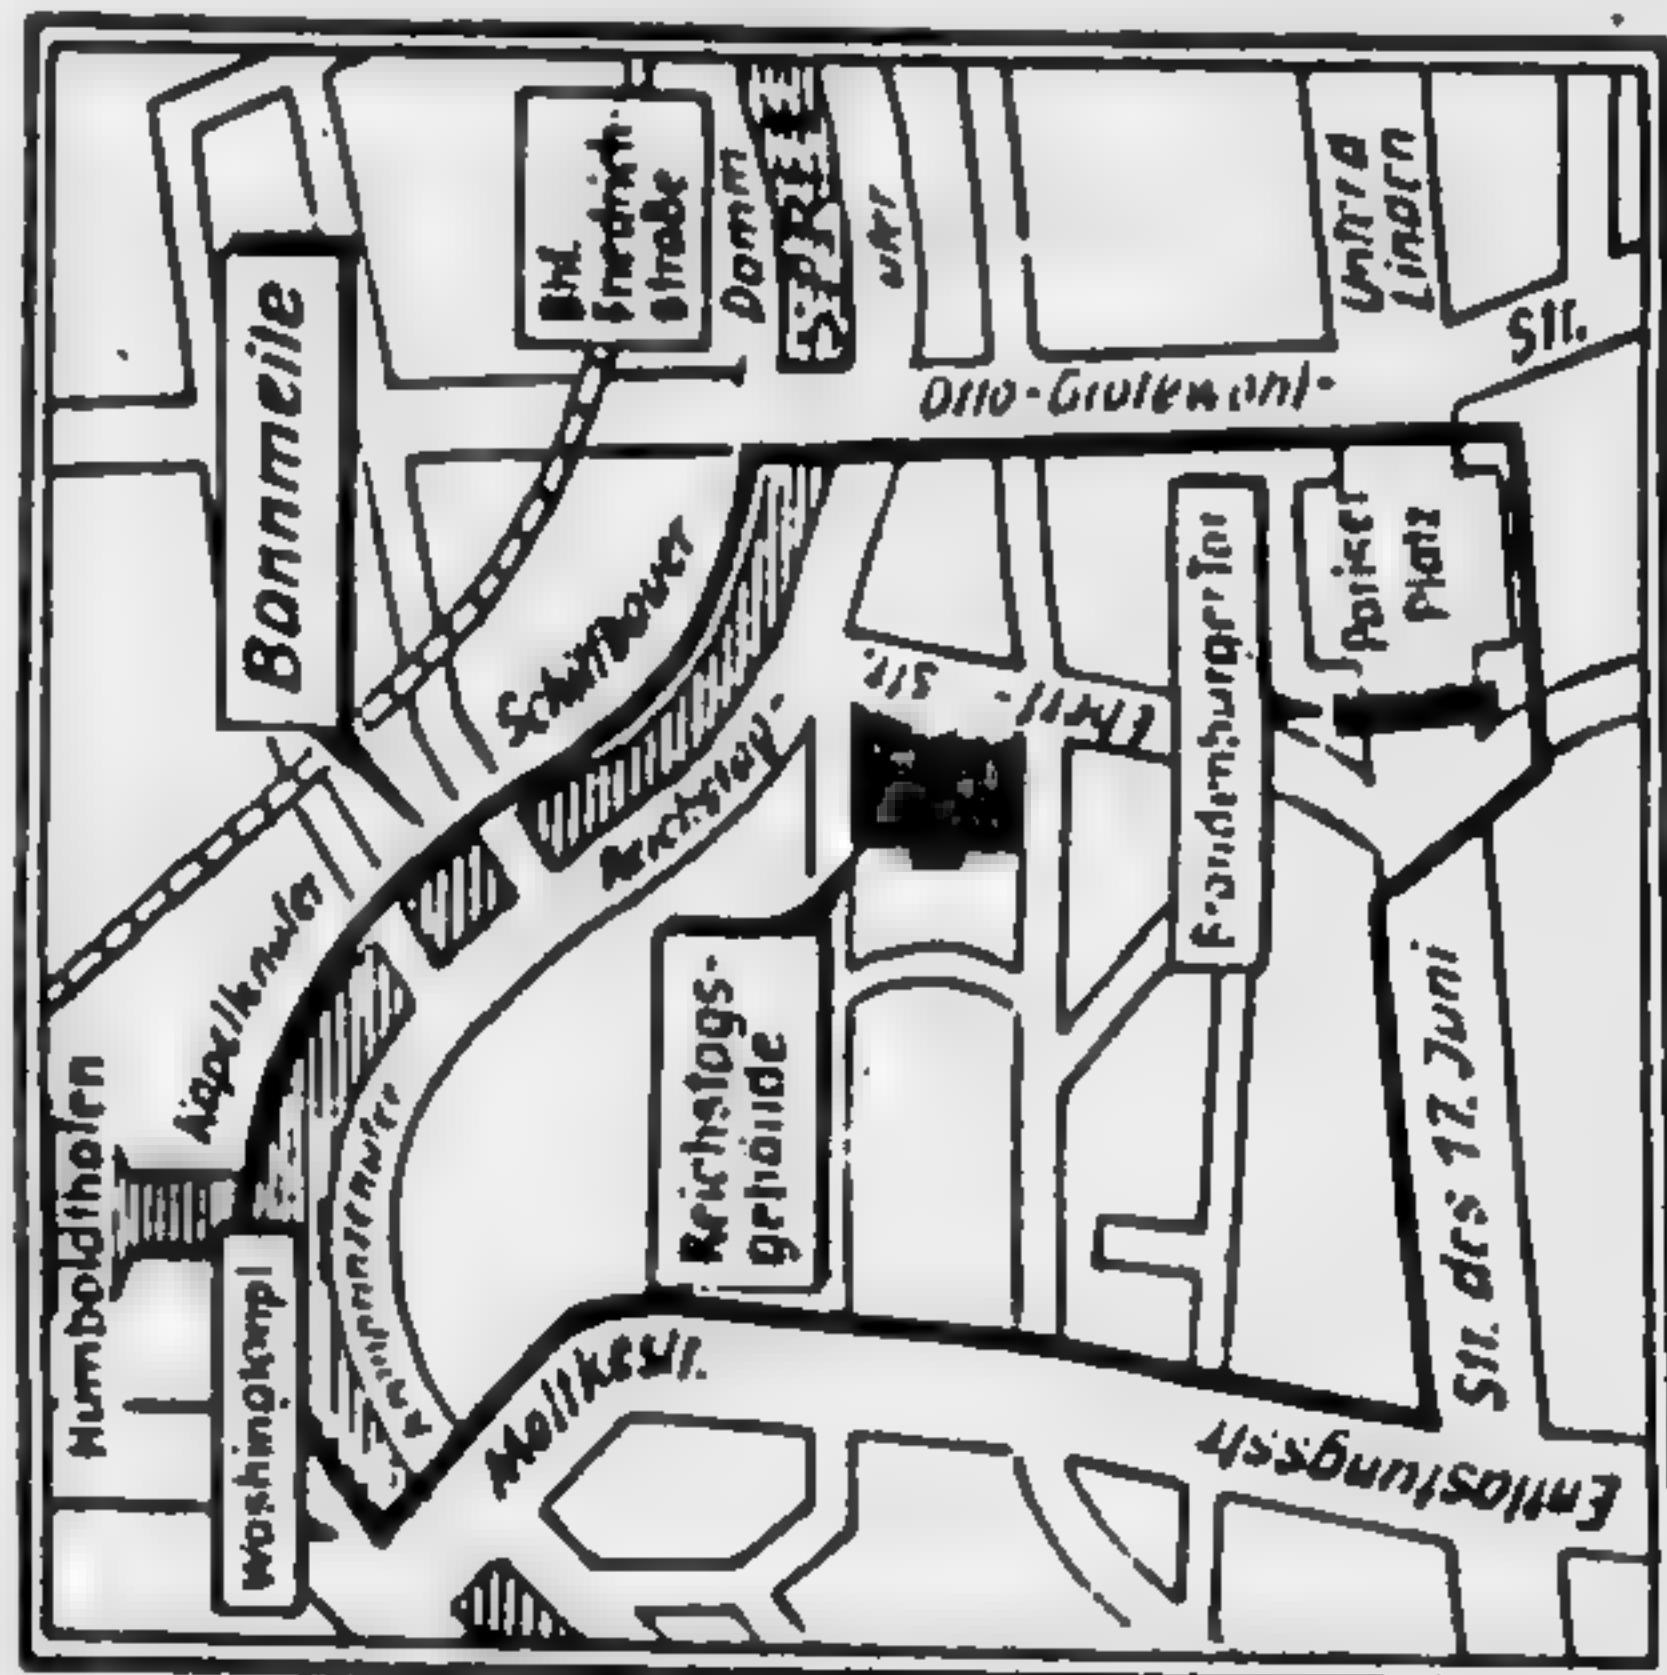 Bannmeile
Bhf.
Friedrich-
straße
Damm
SPREE
ufer
Unter d
Linden
Otto-Grotewohl-
Str.
Schiffbauer
Reichstag-
Str.
Ebert-
Brandenburger Tor
Pariser
Platz
Kapelleufer
Humboldthafen
Reichstags-
gebäude
Moltkestr.
Str. des 17. Juni
Entlastungsstr